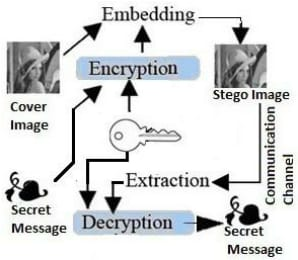 Embedding
Encryption
Cover
Image
Stego Image
Communication
Channel
Extraction
Secret
Message
Decryption
Secret
Message